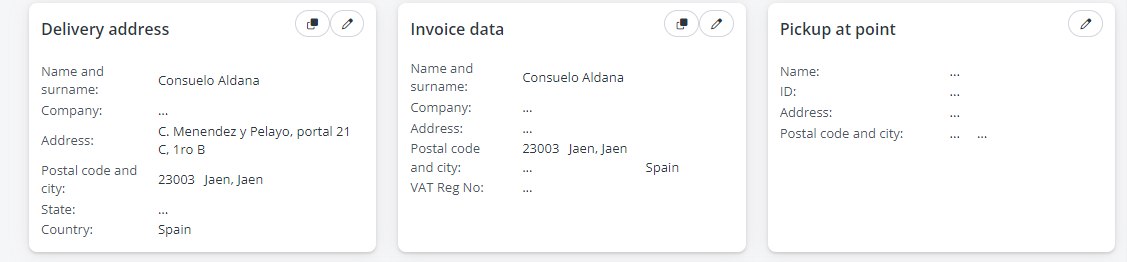 Delivery address
Name and
surname:
Consuelo Aldana
Company:
...
Address:
C. Menendez y Pelayo, portal 21
C, 1ro B
Postal code and
city:
23003 Jaen, Jaen
State:
...
Country:
Spain
Invoice data
Name and
surname:
Consuelo Aldana
Company:
...
Address:
...
Postal code
and city:
23003 Jaen, Jaen
... Spain
VAT Reg No:
...
Pickup at point
Name:
...
ID:
...
Address:
...
Postal code and city:
... ...